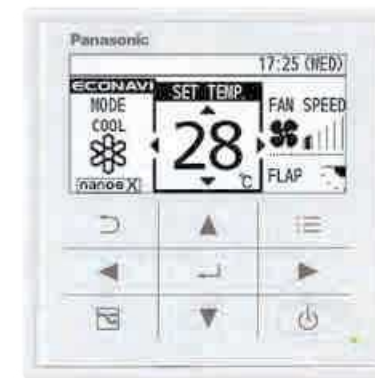 Panasonic
17:25 (WED)
ECONAVI
MODE
COOL
nanoe X
SET TEMP.
28
°C
FAN SPEED
FLAP